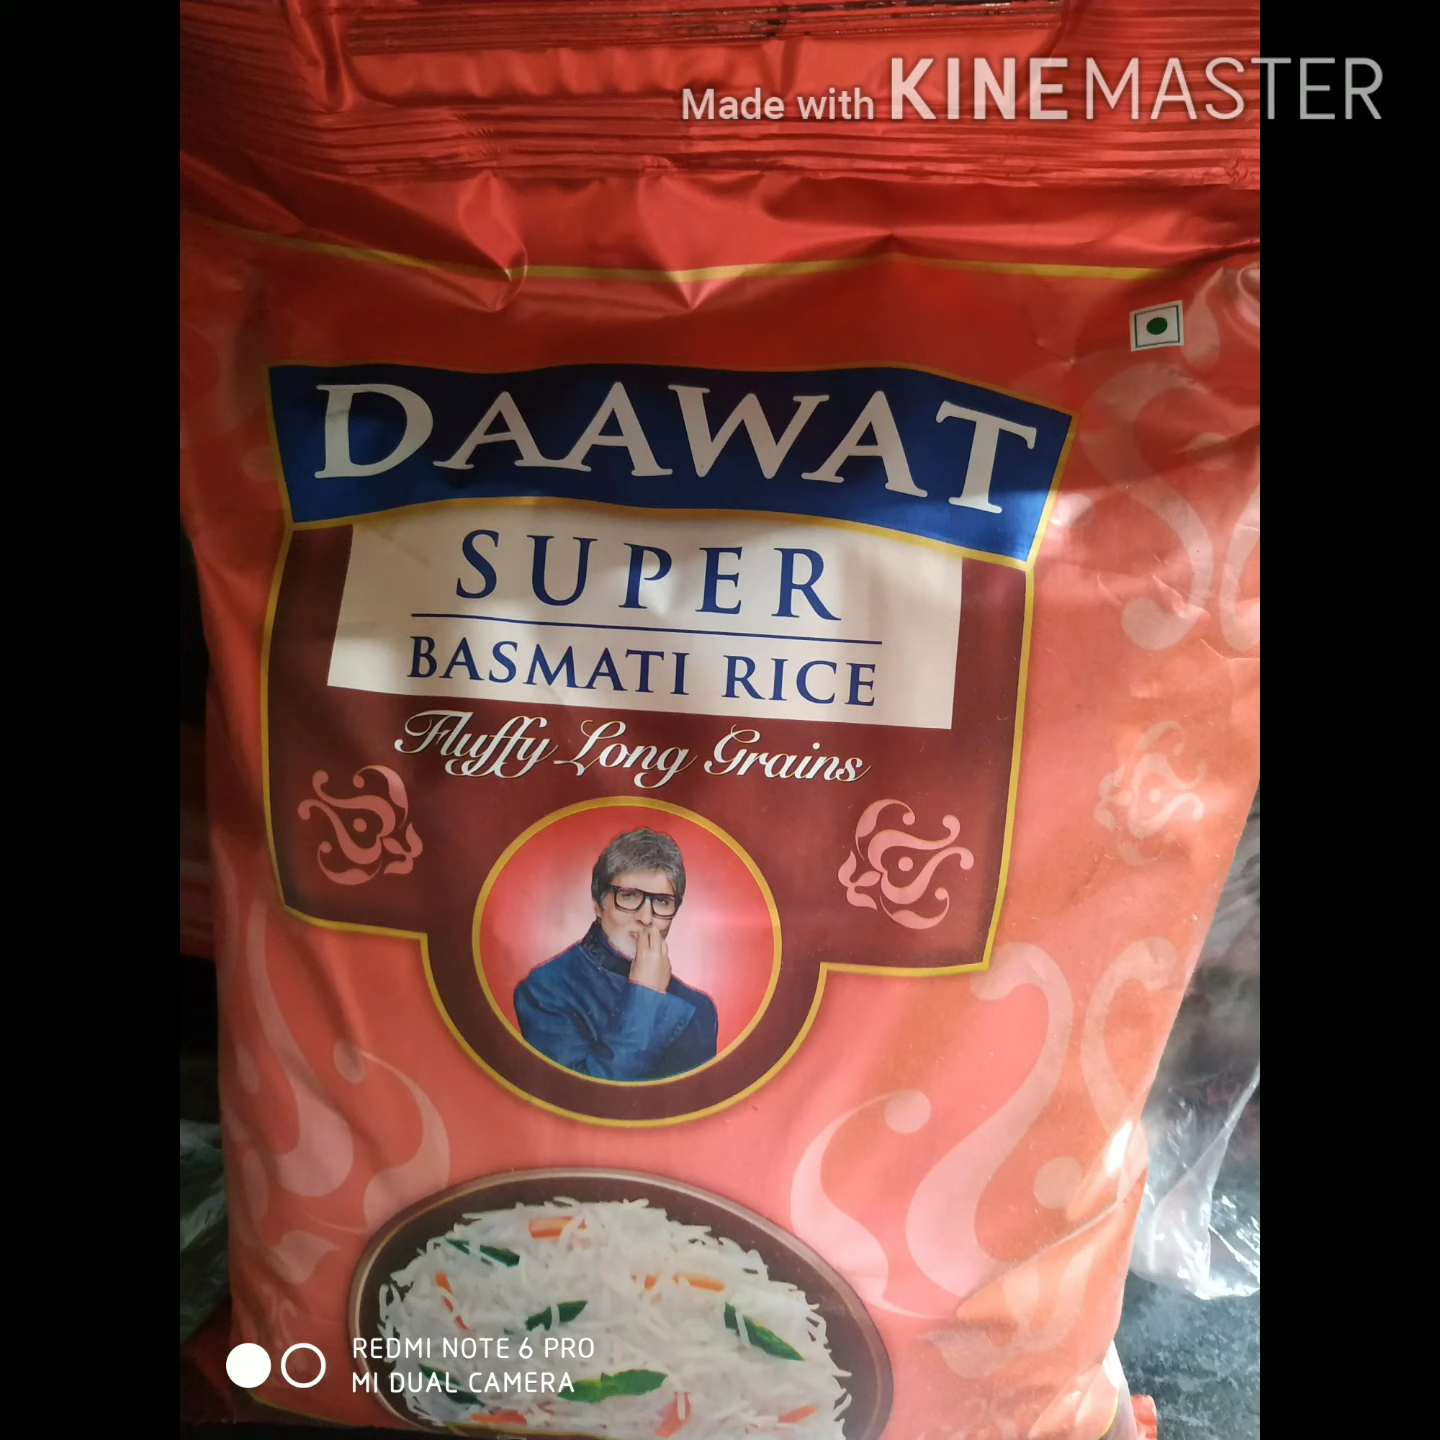 Made with KINEMASTER
DAAWAT
SUPER
BASMATI RICE
Fluffy Long Grains
REDMI NOTE 6 PRO
MI DUAL CAMERA